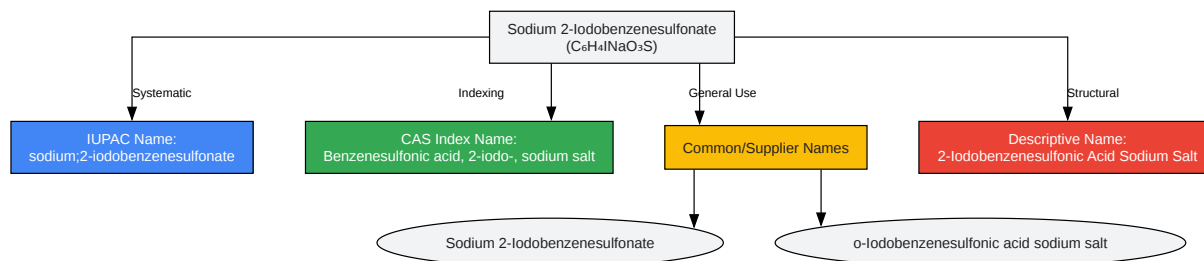 Sodium 2-Iodobenzenesulfonate
(C₆H₄INaO₃S)
Systematic
Indexing
General Use
Structural
IUPAC Name:
sodium;2-iodobenzenesulfonate
CAS Index Name:
Benzenesulfonic acid, 2-iodo-, sodium salt
Common/Supplier Names
Descriptive Name:
2-Iodobenzenesulfonic Acid Sodium Salt
Sodium 2-Iodobenzenesulfonate
o-Iodobenzenesulfonic acid sodium salt